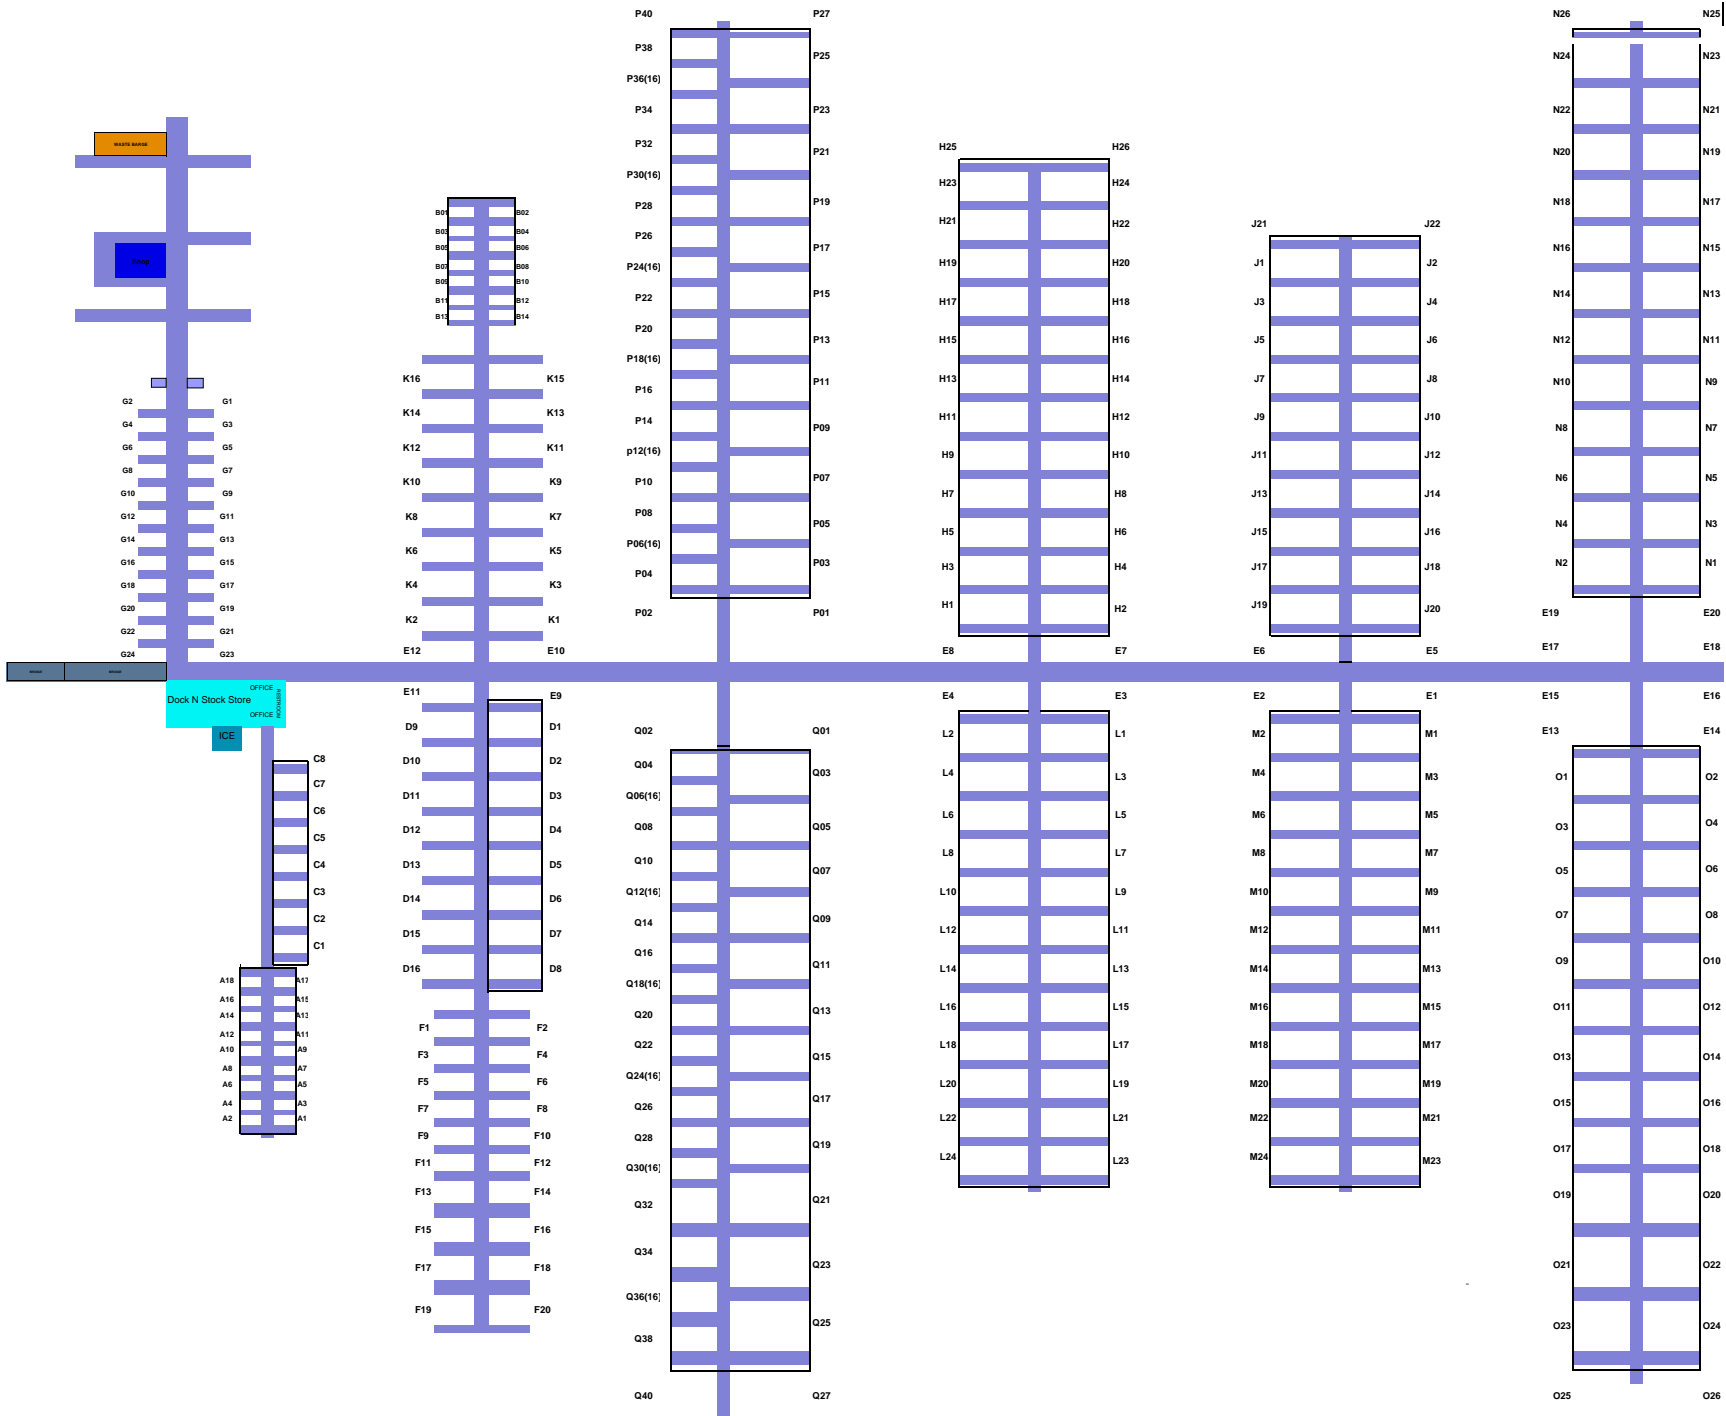 P40 P27 N26 N25
P38 P25 N24 N23
P36(16)
P34 P23 N22 N21
WASTE BARGE
P32 P21 H25 H26 N20 N19
P30(16) H23 H24
P28 P19 N18 N17
B01 B02 H21 H22 J21 J22
B03 B04 P26
B05 B06 P17 N16 N15
Shop B07 B08 P24(16) H19 H20 J1 J2
B09 B10
B11 B12 P22 P15 H17 H18 J3 J4 N14 N13
B13 B14
P20 P13 H15 H16 J5 J6 N12 N11
P18(16)
K16 K15 P16 P11 H13 H14 J7 J8 N10 N9
G2 G1
K14 K13 P14 H11 H12 J9 J10
G4 G3 P09 N8 N7
G6 G5 K12 K11 p12(16) H9 H10 J11 J12
G8 G7
K10 K9 P10 P07 N6 N5
G10 G9 H7 H8 J13 J14
G12 G11 K8 K7 P08
P05 N4 N3
G14 G13 H5 H6 J15 J16
K6 K5 P06(16)
G16 G15 P03 H3 H4 J17 J18 N2 N1
G18 G17 K4 K3 P04
G20 G19 H1 H2 J19 J20
K2 K1 P02 P01 E19 E20
G22 G21
G24 G23 E12 E10 E8 E7 E6 E5 E17 E18
OFFICE
Dock N Stock Store
RESTROOM
OFFICE
E11 E9 E4 E3 E2 E1 E15 E16
ICE D9 D1 Q02 Q01 L2 L1 M2 M1 E13 E14
C8 D10 D2 Q04
C7 Q03 L4 L3 M4 M3 O1 O2
D11 D3 Q06(16)
C6 L6 L5 M6 M5
D12 D4 Q08 Q05 O3 O4
C5
C4 D13 D5 Q10 Q07 L8 L7 M8 M7 O5 O6
C3 D14 D6 Q12(16) L10 L9 M10 M9
C2 Q14 Q09 O7 O8
D15 D7 L12 L11 M12 M11
C1 Q16
D16 D8 Q11 L14 L13 M14 M13 O9 O10
A18 A17 Q18(16)
A16 A15
A14 A13 Q20 Q13 L16 L15 M16 M15 O11 O12
A12 A11 F1 F2
A10 A9 F3 F4 Q22 Q15 L18 L17 M18 M17 O13 O14
A8 A7 Q24(16)
A6 A5 F5 F6 L20 L19 M20 M19
A4 A3 F7 F8 Q26 Q17 O15 O16
A2 A1 L22 L21 M22 M21
F9 F10 Q28 Q19 O17 O18
F11 F12 Q30(16) L24 L23 M24 M23
F13 F14 Q32 Q21 O19 O20
F15 F16
Q34
F17 F18 Q23 O21 O22
Q36(16)
F19 F20 Q25 O23 O24
Q38
Q40 Q27 O25 O26